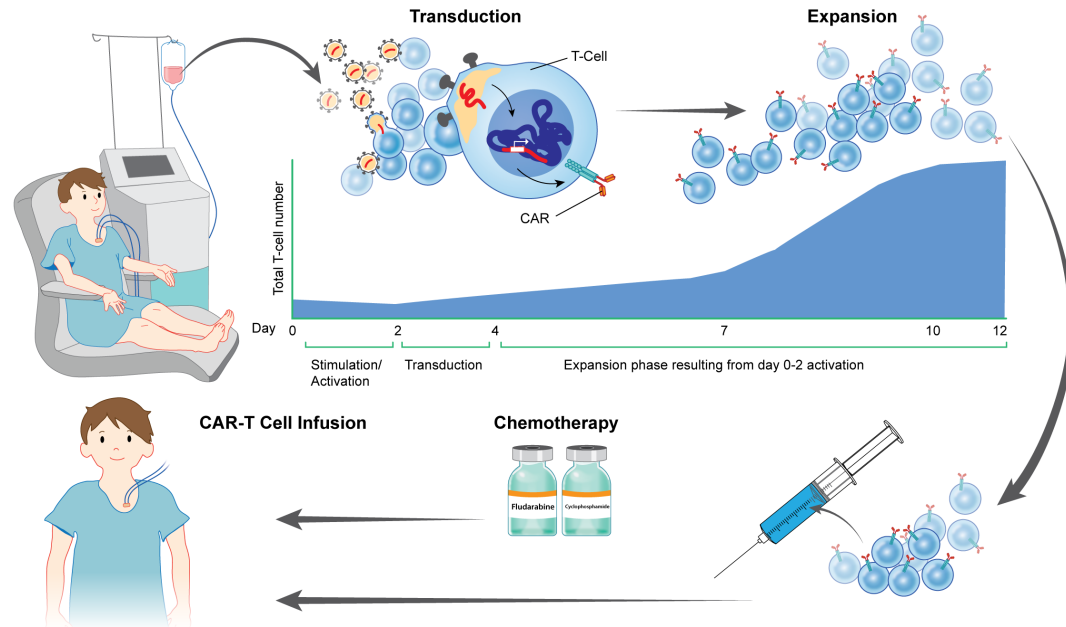 Transduction
Expansion
T-Cell
CAR
Total T-cell number
Day
0
2
4
7
10
12
Stimulation/
Activation
Transduction
Expansion phase resulting from day 0-2 activation
CAR-T Cell Infusion
Chemotherapy
Fludarabine
Cyclophosphamide